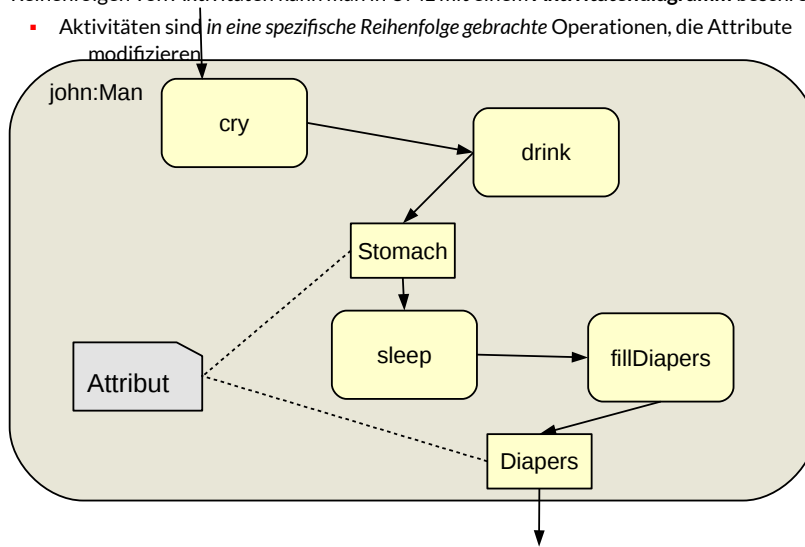 ▪ Aktivitäten sind in eine spezifische Reihenfolge gebrachte Operationen, die Attribute
modifizieren
john:Man
cry
drink
Stomach
sleep
fillDiapers
Attribut
Diapers